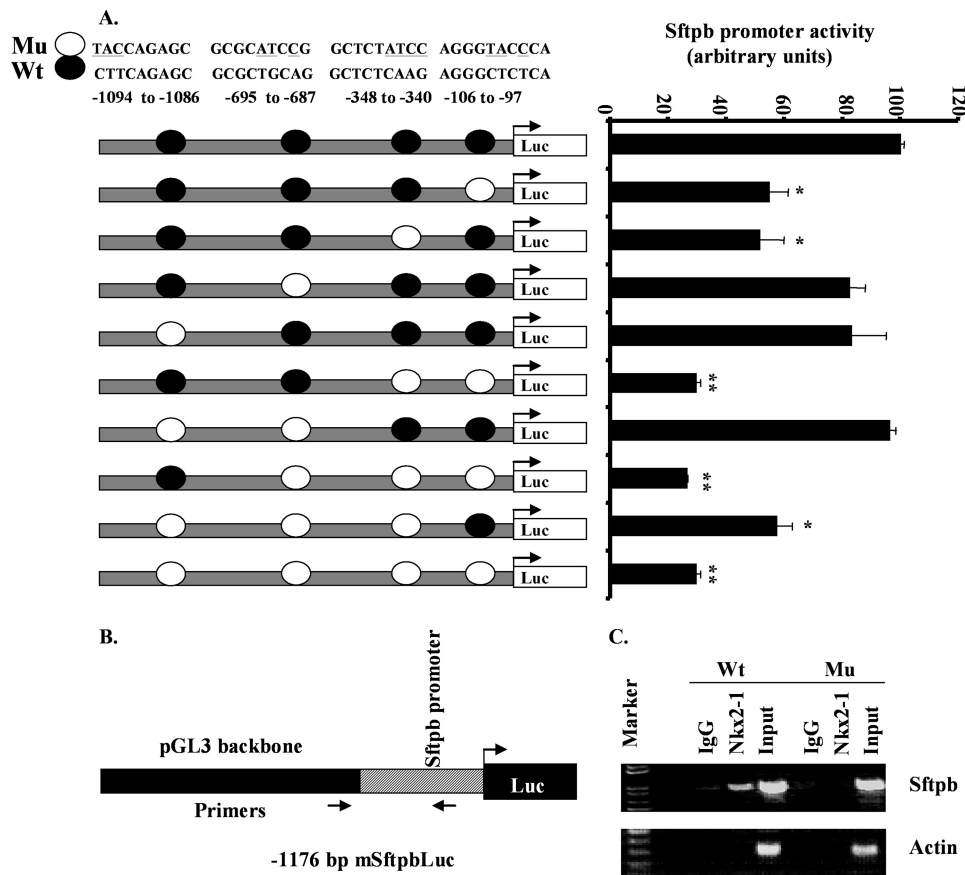 A.
Mu
Wt
TACCAGAGC GCGCATCCG GCTCTATCC AGGGTACCCA
CTTCAGAGC GCGCTGCAG GCTCTCAAG AGGGCTCTCA
-1094 to -1086 -695 to -687 -348 to -340 -106 to -97
Sftpb promoter activity
(arbitrary units)
0 20 40 60 80 100 120
Luc
Luc
*
Luc
*
Luc
Luc
Luc
**
Luc
Luc
**
Luc
*
Luc
**
B.
pGL3 backbone
Sftpb promoter
Luc
Primers
-1176 bp mSftpbLuc
C.
Wt Mu
Marker IgG Nkx2-1 Input IgG Nkx2-1 Input
Sftpb
Actin